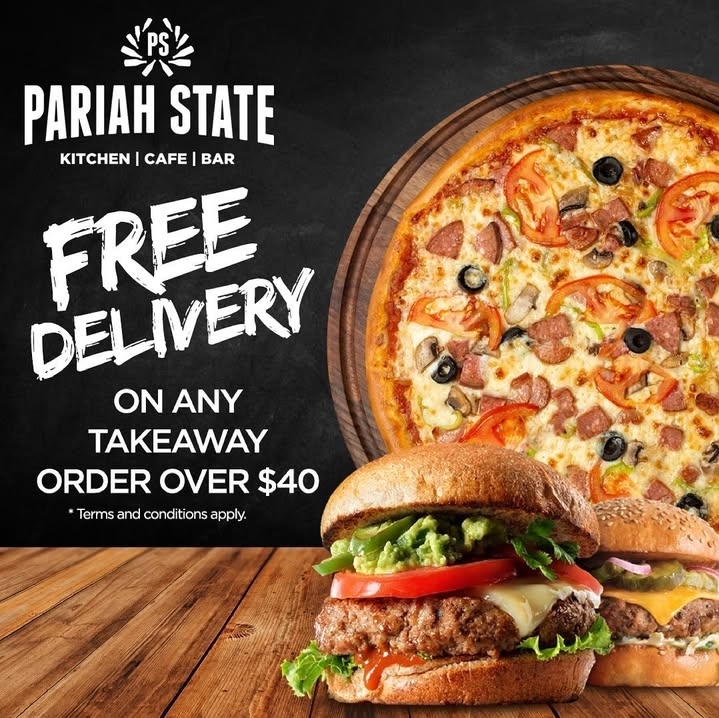 PS
PARIAH STATE
KITCHEN | CAFE | BAR
FREE
DELIVERY
ON ANY
TAKEAWAY
ORDER OVER $40
* Terms and conditions apply.